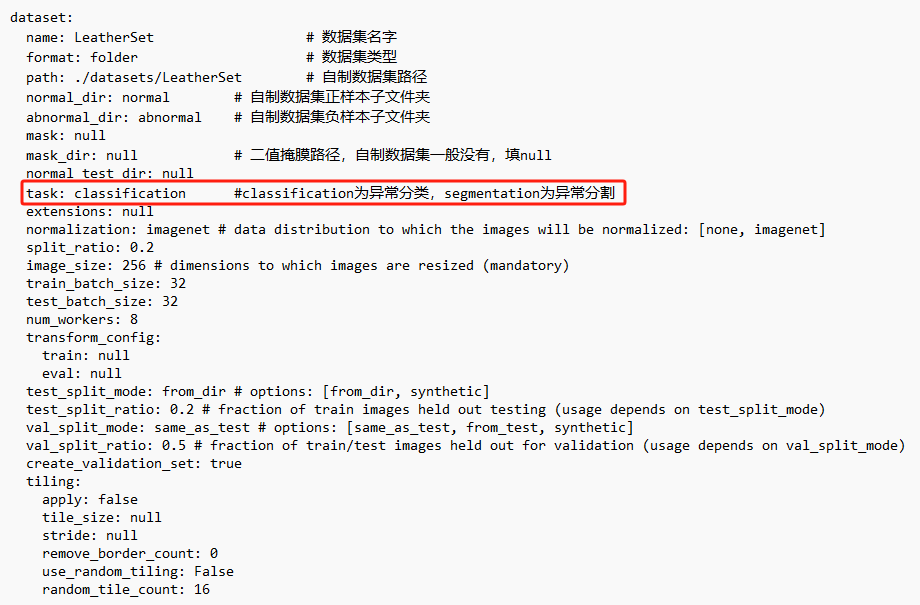 dataset:
  name: LeatherSet                   # 数据集名字
  format: folder                     # 数据集类型
  path: ./datasets/LeatherSet        # 自制数据集路径
  normal_dir: normal        # 自制数据集正样本子文件夹
  abnormal_dir: abnormal    # 自制数据集负样本子文件夹
  mask: null
  mask_dir: null            # 二值掩膜路径，自制数据集一般没有，填null
  normal_test_dir: null
  task: classification      #classification为异常分类，segmentation为异常分割
  extensions: null
  normalization: imagenet # data distribution to which the images will be normalized: [none, imagenet]
  split_ratio: 0.2
  image_size: 256 # dimensions to which images are resized (mandatory)
  train_batch_size: 32
  test_batch_size: 32
  num_workers: 8
  transform_config:
    train: null
    eval: null
  test_split_mode: from_dir # options: [from_dir, synthetic]
  test_split_ratio: 0.2 # fraction of train images held out testing (usage depends on test_split_mode)
  val_split_mode: same_as_test # options: [same_as_test, from_test, synthetic]
  val_split_ratio: 0.5 # fraction of train/test images held out for validation (usage depends on val_split_mode)
  create_validation_set: true
  tiling:
    apply: false
    tile_size: null
    stride: null
    remove_border_count: 0
    use_random_tiling: False
    random_tile_count: 16